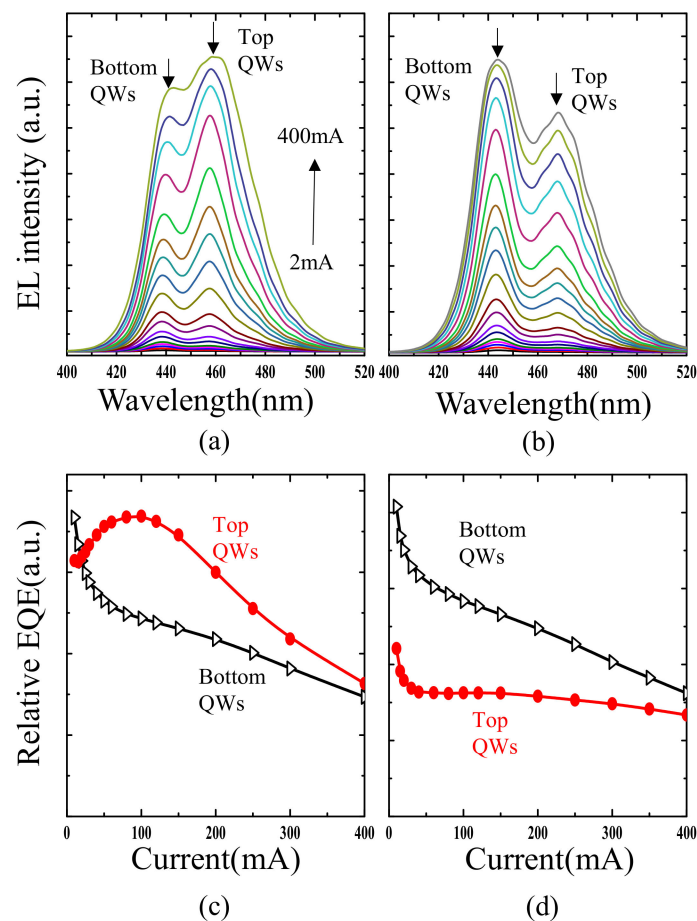 EL intensity (a.u.)
Bottom
QWs
Top
QWs
400mA
2mA
400 420 440 460 480 500 520
Wavelength(nm)
(a)
Bottom
QWs
Top
QWs
400 420 440 460 480 500 520
Wavelength(nm)
(b)
Relative EQE(a.u.)
Top
QWs
Bottom
QWs
0 100 200 300 400
Current(mA)
(c)
Bottom
QWs
Top
QWs
0 100 200 300 400
Current(mA)
(d)